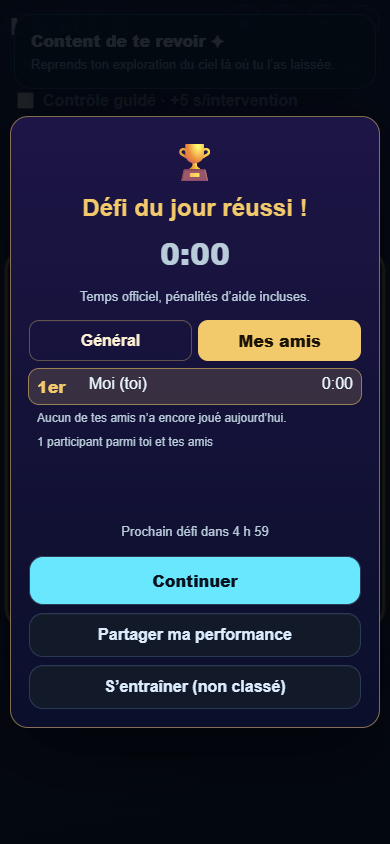 Content de te revoir ✦
Reprends ton exploration du ciel là où tu l'as laissée.
Contrôle guidé · +5 s/intervention
Défi du jour réussi !
0:00
Temps officiel, pénalités d'aide incluses.
Général
Mes amis
1er Moi (toi) 0:00
Aucun de tes amis n'a encore joué aujourd'hui.
1 participant parmi toi et tes amis
Prochain défi dans 4 h 59
Continuer
Partager ma performance
S'entraîner (non classé)